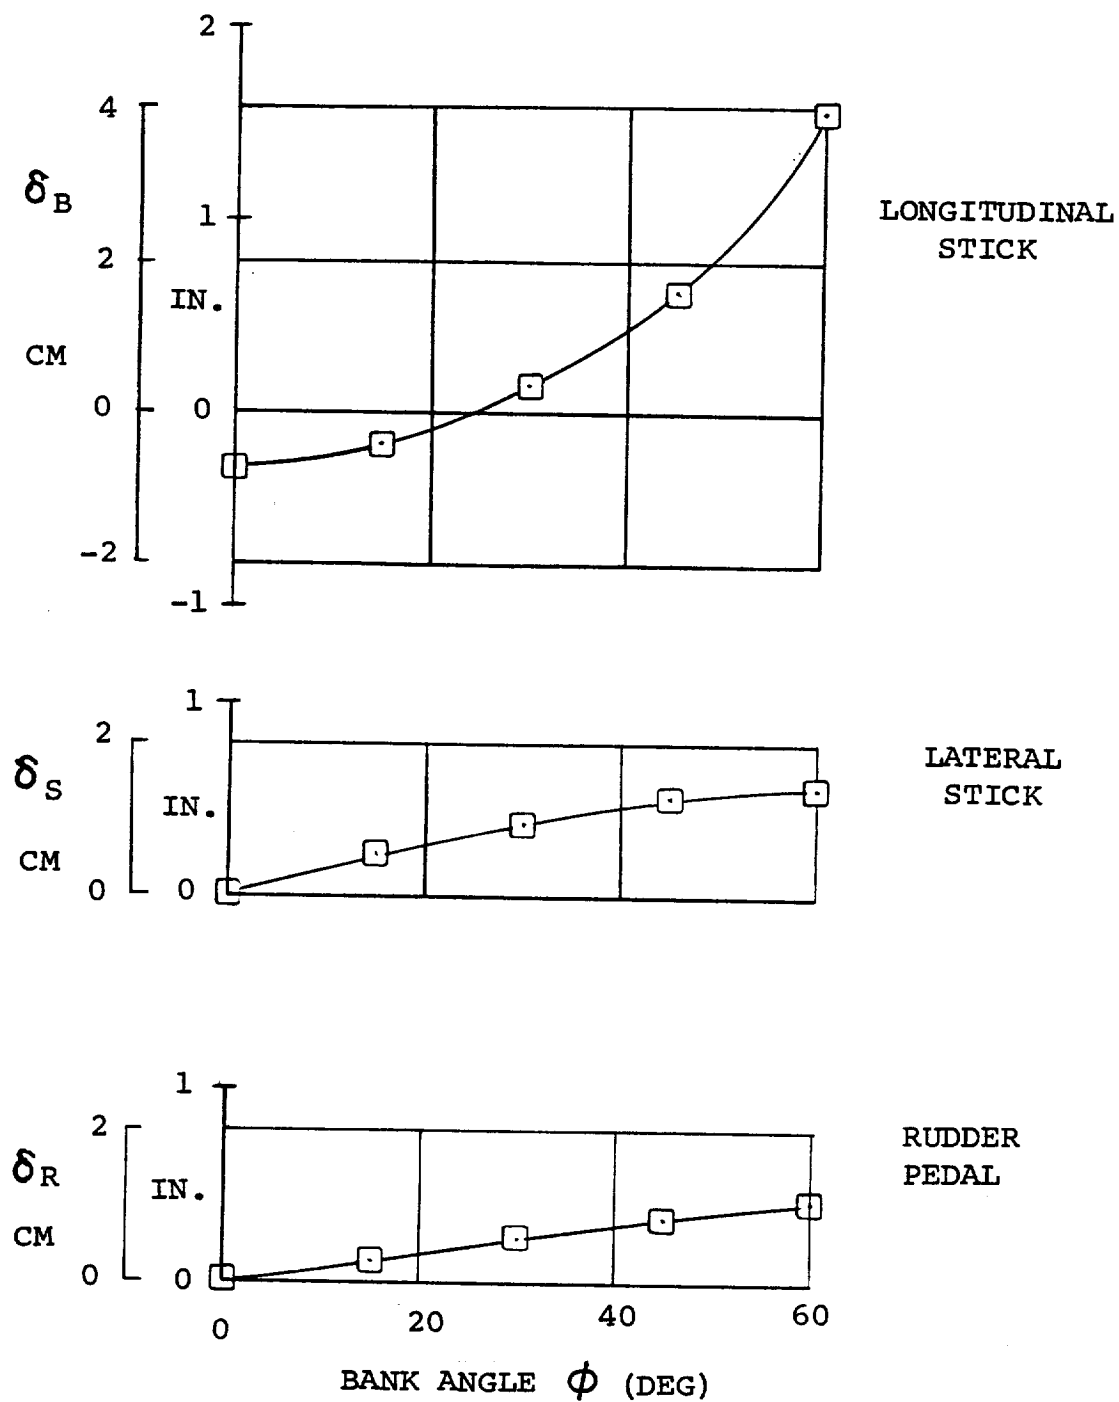 2
4
δB
1
LONGITUDINAL
STICK
2
IN.
CM
0
0
-2
-1
1
2
δS
IN.
LATERAL
STICK
CM
0
0
1
2
δR
IN.
RUDDER
PEDAL
CM
0
0
0
20
40
60
BANK ANGLE ϕ (DEG)